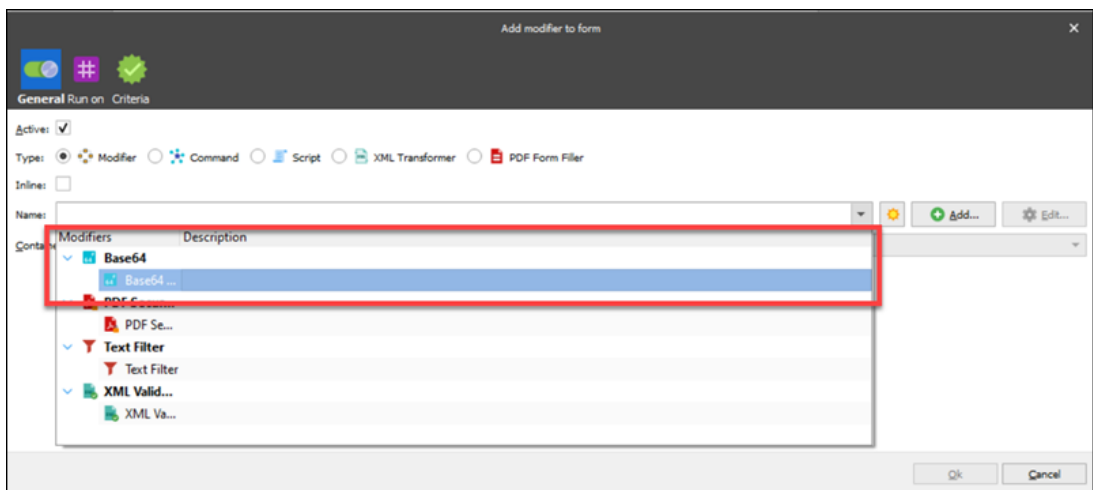 Add modifier to form
General Run on Criteria
Active:
Type: Modifier Command Script XML Transformer PDF Form Filler
Inline:
Name: Add... Edit...
Modifiers Description
Base64
Base64 ...
PDF Secur...
PDF Se...
Text Filter
Text Filter
XML Valid...
XML Va...
Ok Cancel